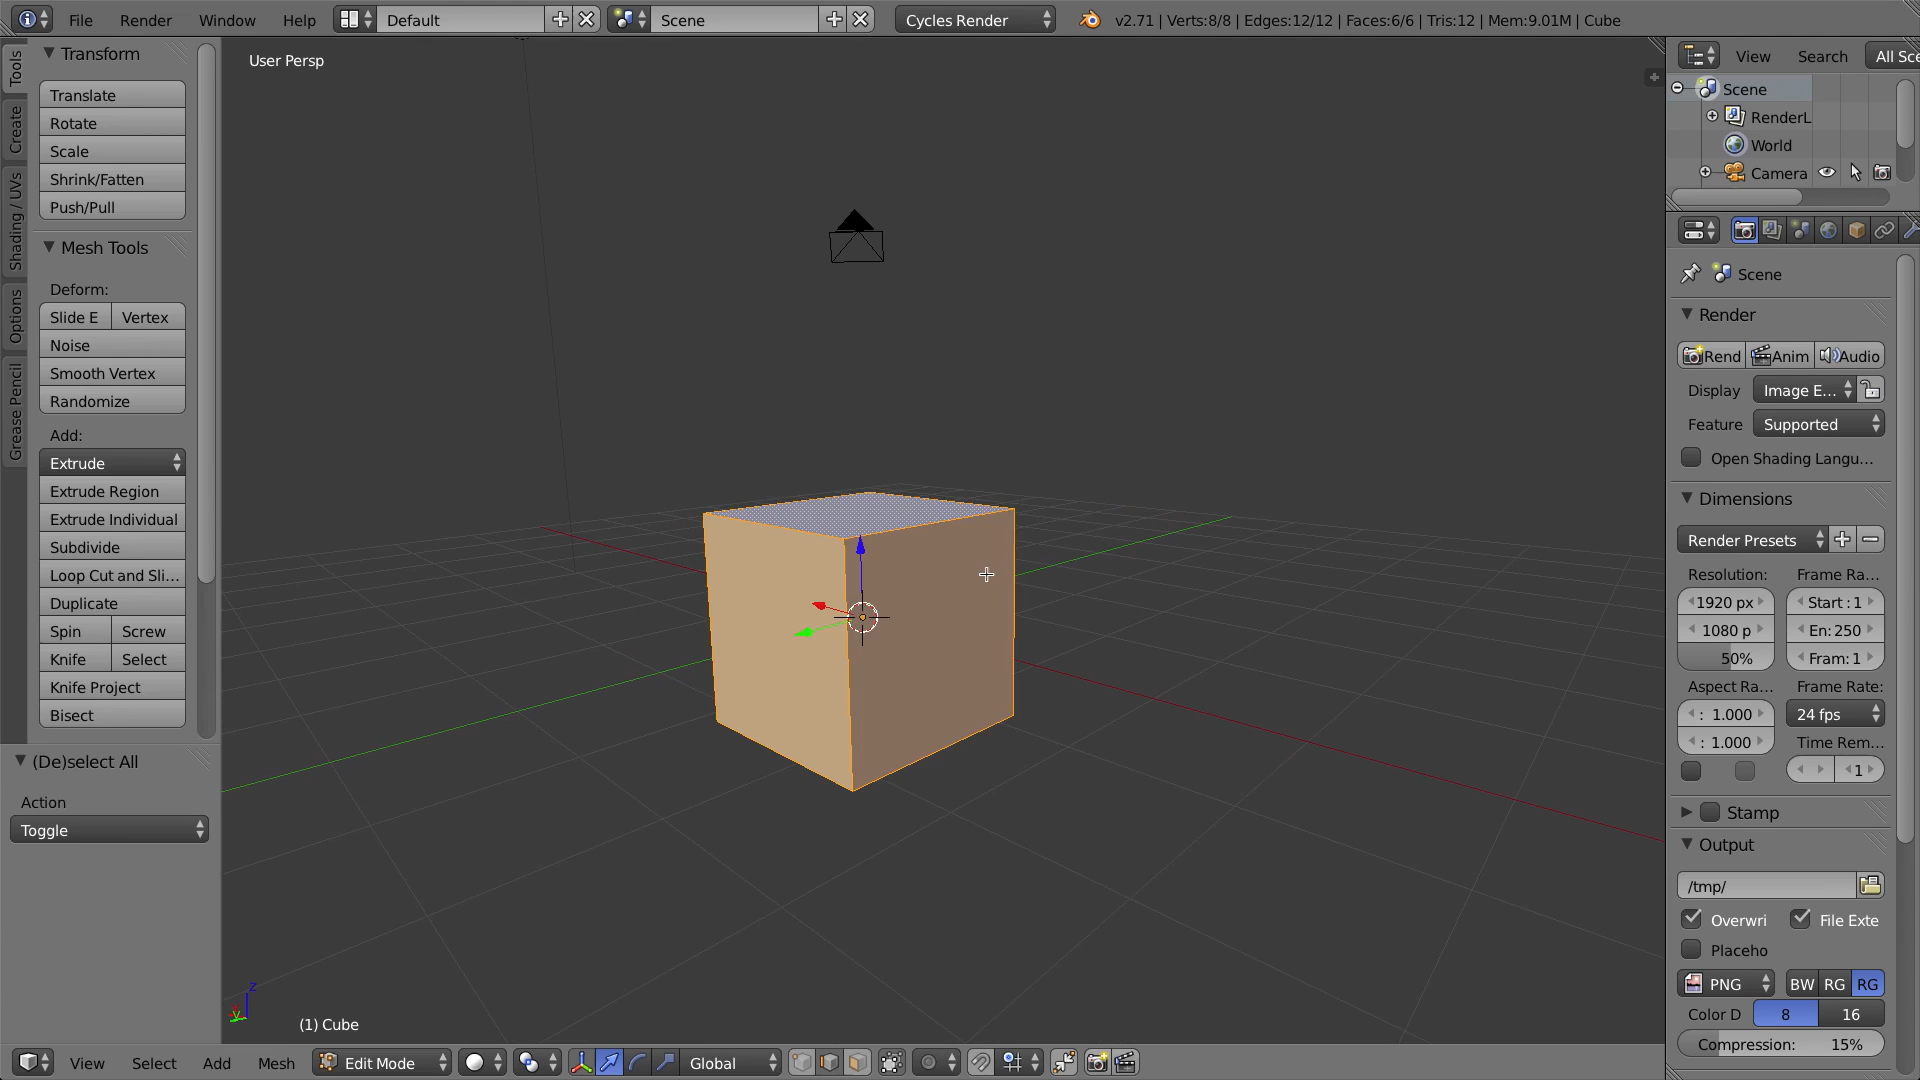 File Render Window Help Default Scene Cycles Render v2.71 | Verts:8/8 | Edges:12/12 | Faces:6/6 | Tris:12 | Mem:9.01M | Cube
Tools
Create
Shading / UVs
Options
Grease Pencil
Transform
Translate
Rotate
Scale
Shrink/Fatten
Push/Pull
Mesh Tools
Deform:
Slide E Vertex
Noise
Smooth Vertex
Randomize
Add:
Extrude
Extrude Region
Extrude Individual
Subdivide
Loop Cut and Sli...
Duplicate
Spin Screw
Knife Select
Knife Project
Bisect
(De)select All
Action
Toggle
User Persp
z
y
(1) Cube
View Select Add Mesh Edit Mode Global
View Search All Sce
Scene
RenderL
World
Camera
Scene
Render
Rend Anim Audio
Display Image E...
Feature Supported
Open Shading Langu...
Dimensions
Render Presets
Resolution: Frame Ra...
1920 px Start : 1
1080 p En: 250
50% Fram: 1
Aspect Ra... Frame Rate:
: 1.000 24 fps
: 1.000 Time Rem...
1
Stamp
Output
/tmp/
Overwri File Exte
Placeho
PNG BW RG RG
Color D 8 16
Compression: 15%